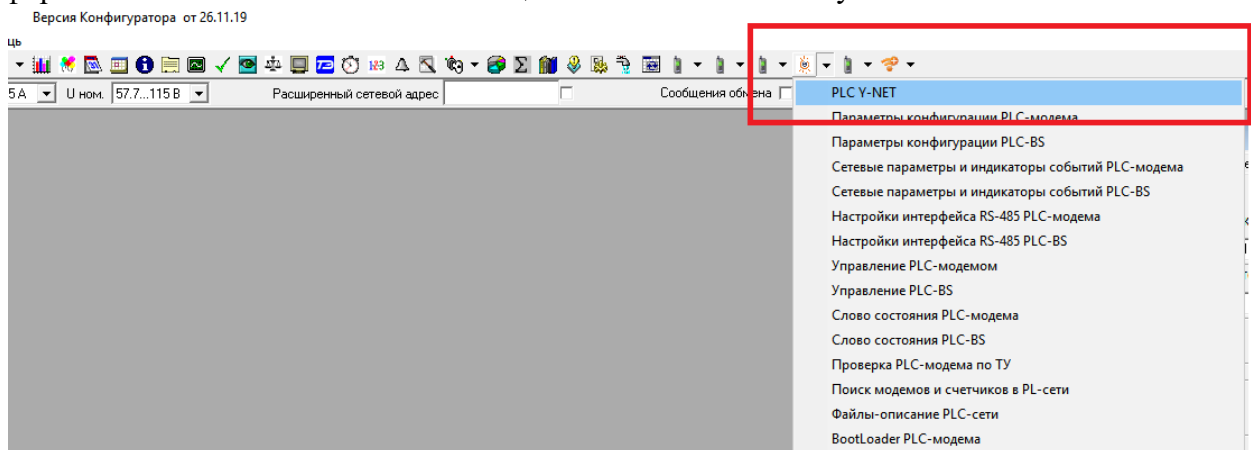 Версия Конфигуратора от 26.11.19
ць
5 А U ном. 57.7...115 В Расширенный сетевой адрес Сообщения обмена
PLC Y-NET
Параметры конфигурации PLC-модема
Параметры конфигурации PLC-BS
Сетевые параметры и индикаторы событий PLC-модема
Сетевые параметры и индикаторы событий PLC-BS
Настройки интерфейса RS-485 PLC-модема
Настройки интерфейса RS-485 PLC-BS
Управление PLC-модемом
Управление PLC-BS
Слово состояния PLC-модема
Слово состояния PLC-BS
Проверка PLC-модема по ТУ
Поиск модемов и счетчиков в PL-сети
Файлы-описание PLC-сети
BootLoader PLC-модема